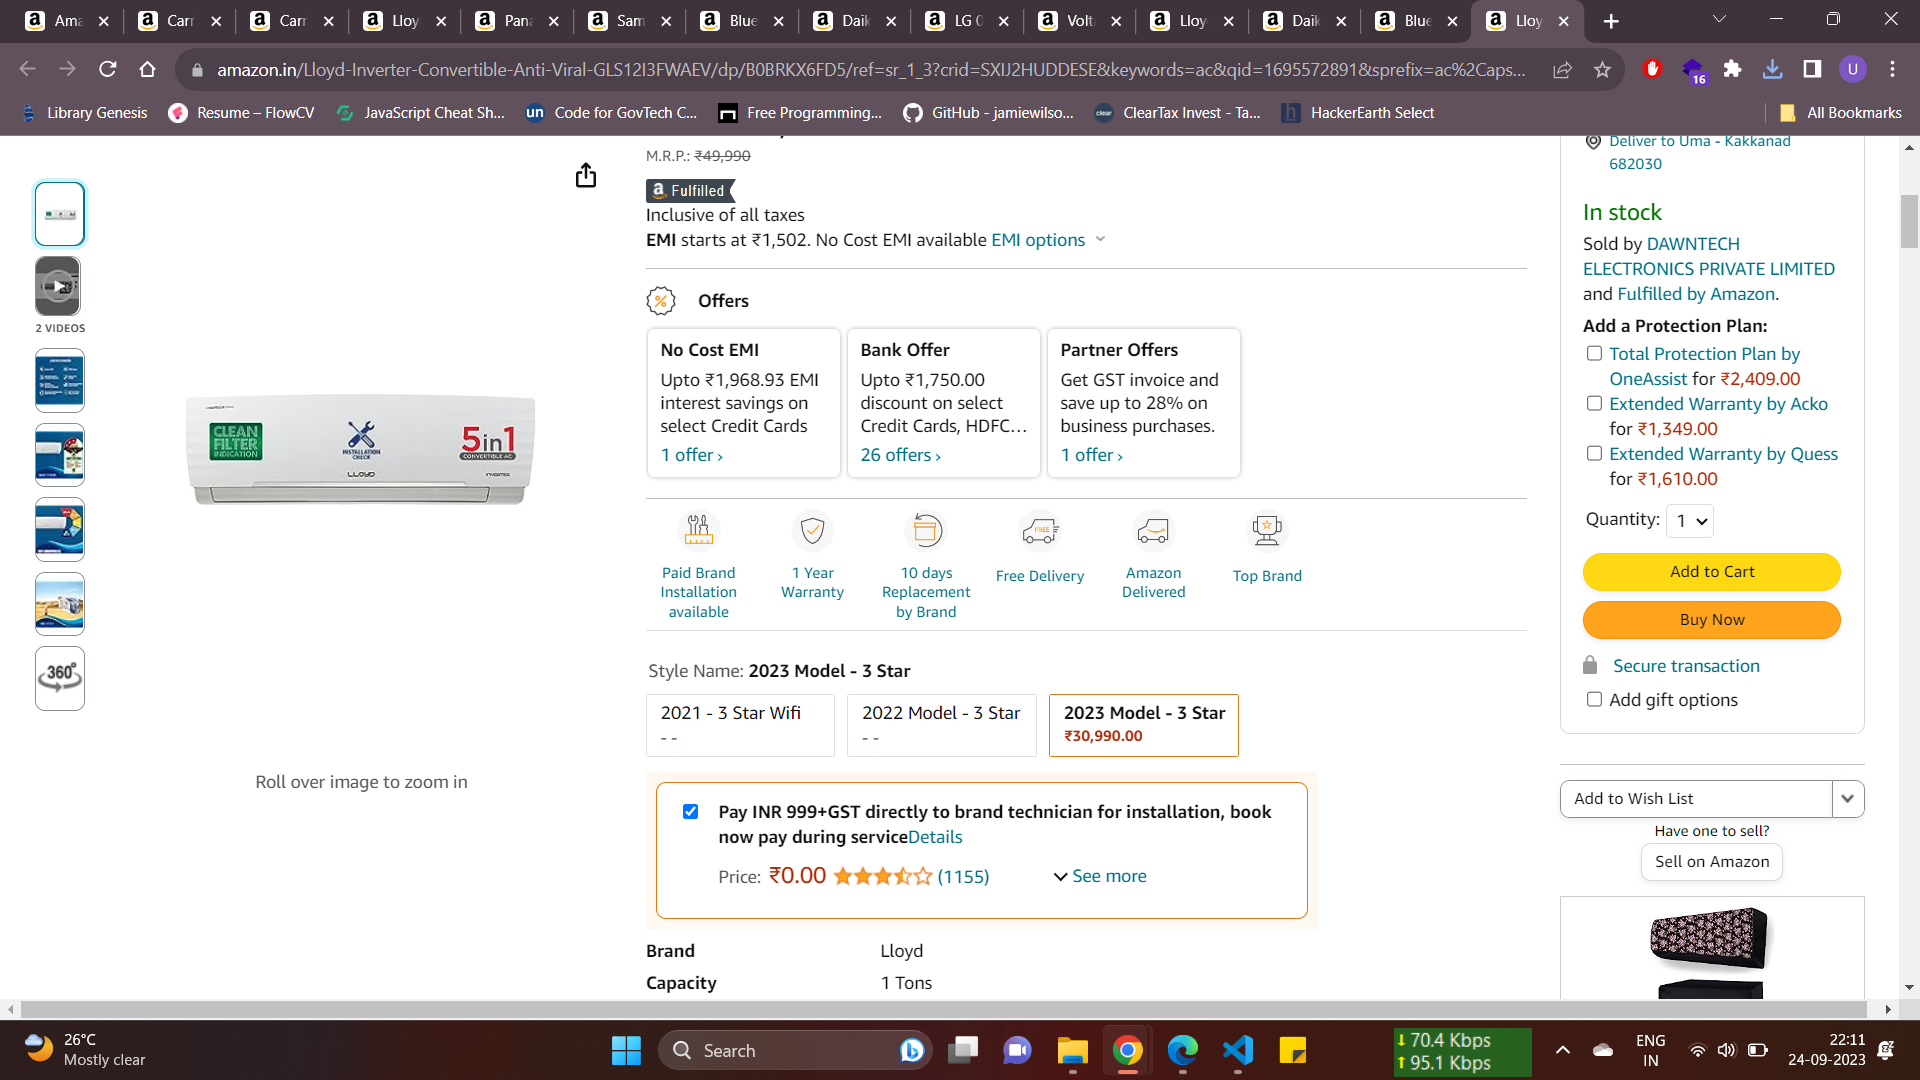 Ama
Carr
Carr
Lloy
Pana
Sam
Blue
Daik
LG 0
Volt
Lloy
Daik
Blue
Lloy
amazon.in/Lloyd-Inverter-Convertible-Anti-Viral-GLS12I3FWAEV/dp/B0BRKX6FD5/ref=sr_1_3?crid=SXIJ2HUDDESE&keywords=ac&qid=1695572891&sprefix=ac%2Caps...
16
U
Library Genesis
Resume – FlowCV
JavaScript Cheat Sh...
un
Code for GovTech C...
Free Programming...
GitHub - jamiewilso...
clear
ClearTax Invest - Ta...
h
HackerEarth Select
All Bookmarks
2 VIDEOS
360°
CLEAN
FILTER
INDICATION
INSTALLATION
CHECK
LLOYD
5in1
CONVERTIBLE AC
INVERTER
Roll over image to zoom in
M.R.P.: ₹49,990
a Fulfilled
Inclusive of all taxes
EMI starts at ₹1,502. No Cost EMI available EMI options
Offers
No Cost EMI
Upto ₹1,968.93 EMI
interest savings on
select Credit Cards
1 offer ›
Bank Offer
Upto ₹1,750.00
discount on select
Credit Cards, HDFC...
26 offers ›
Partner Offers
Get GST invoice and
save up to 28% on
business purchases.
1 offer ›
Paid Brand
Installation
available
1 Year
Warranty
10 days
Replacement
by Brand
FREE
Free Delivery
Amazon
Delivered
Top Brand
Style Name: 2023 Model - 3 Star
2021 - 3 Star Wifi
- -
2022 Model - 3 Star
- -
2023 Model - 3 Star
₹30,990.00
Pay INR 999+GST directly to brand technician for installation, book
now pay during serviceDetails
Price: ₹0.00 (1155)
See more
Brand Lloyd
Capacity 1 Tons
Deliver to Uma - Kakkanad
682030
In stock
Sold by DAWNTECH
ELECTRONICS PRIVATE LIMITED
and Fulfilled by Amazon.
Add a Protection Plan:
Total Protection Plan by
OneAssist for ₹2,409.00
Extended Warranty by Acko
for ₹1,349.00
Extended Warranty by Quess
for ₹1,610.00
Quantity: 1
Add to Cart
Buy Now
Secure transaction
Add gift options
Add to Wish List
Have one to sell?
Sell on Amazon
26°C
Mostly clear
Search
70.4 Kbps
95.1 Kbps
ENG
IN
22:11
24-09-2023